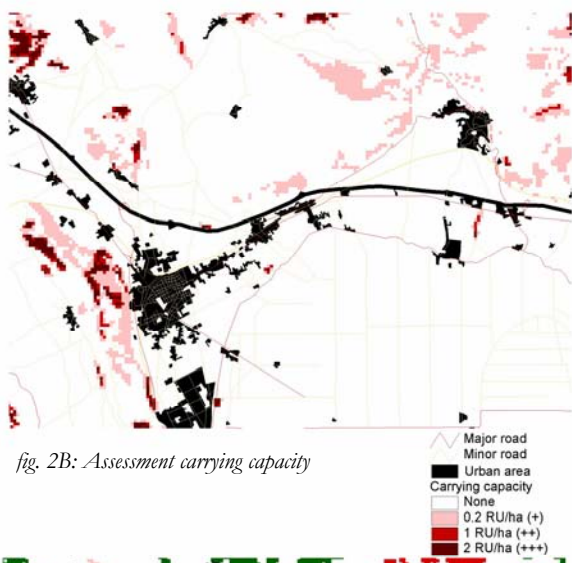 fig. 2B: Assessment carrying capacity
Major road
Minor road
Urban area
Carrying capacity
None
0.2 RU/ha (+)
1 RU/ha (++)
2 RU/ha (+++)